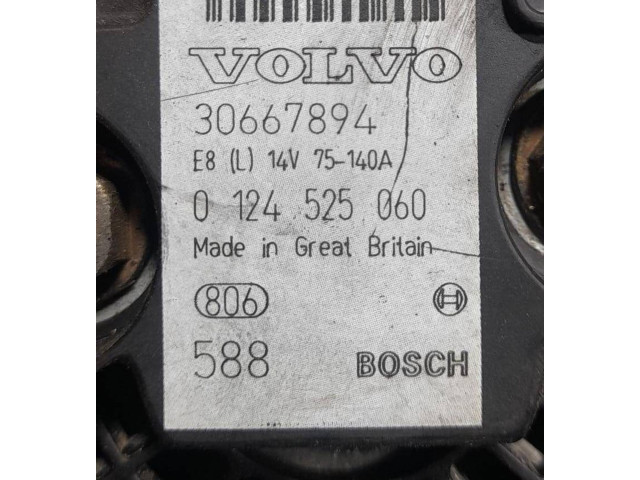 VOLVO
30667894
E8 (L) 14V 75-140A
0 124 525 060
Made in Great Britain
806
588 BOSCH